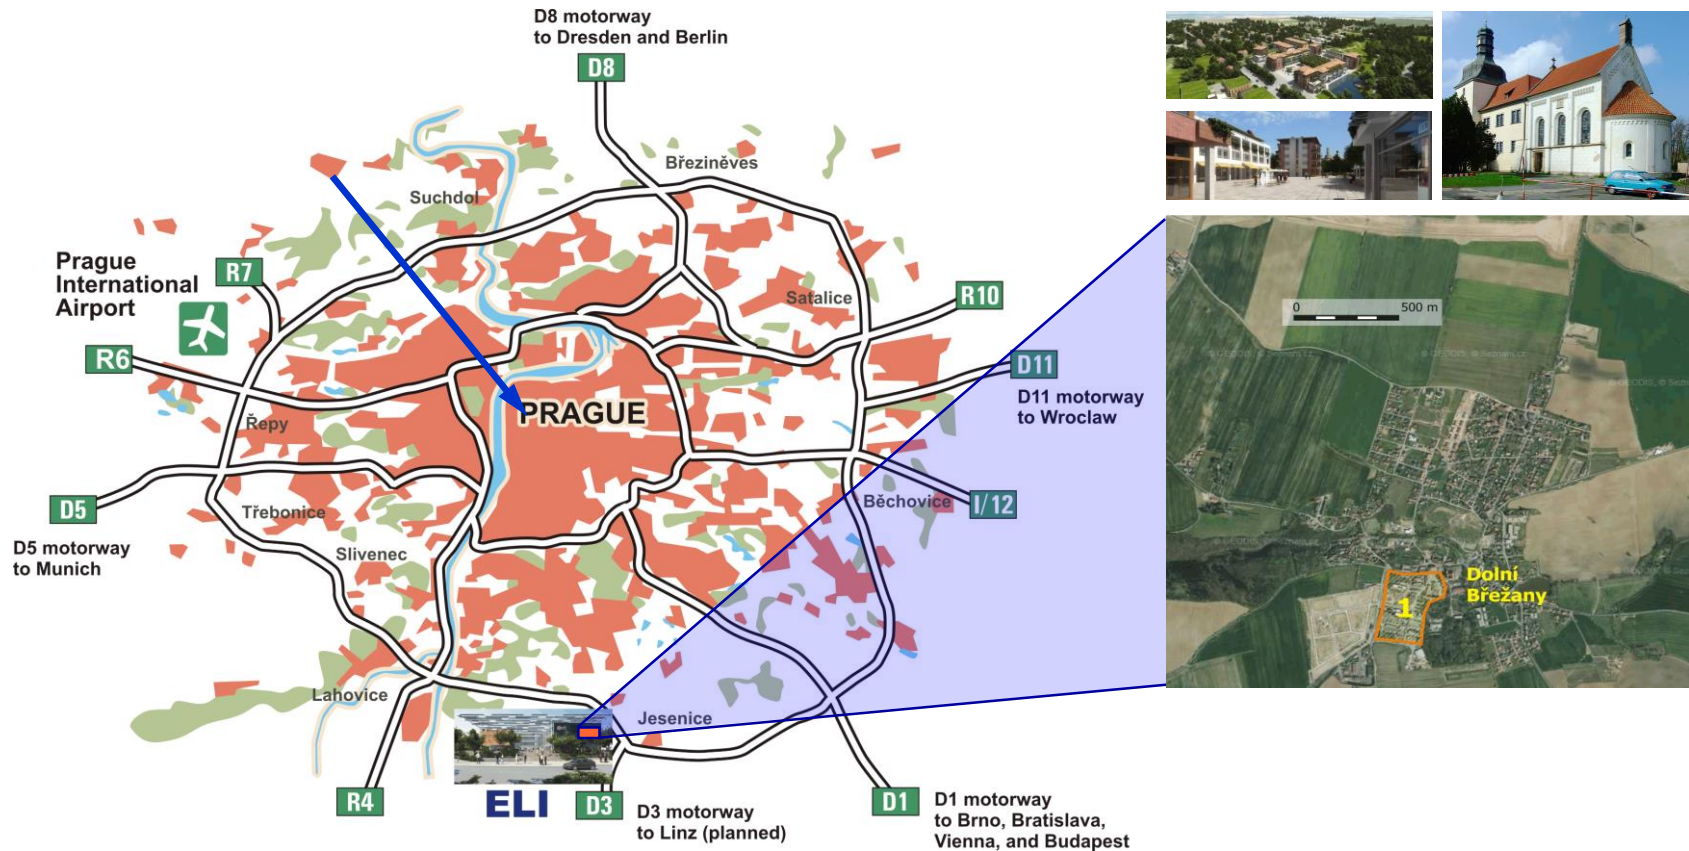 D8 motorway
to Dresden and Berlin
D8
Březiněves
Suchdol
Prague
International
Airport
R7
R6
Satalice
R10
D11
D11 motorway
to Wroclaw
PRAGUE
Řepy
D5
D5 motorway
to Munich
Třebonice
Slivenec
Běchovice
I/12
Lahovice
Jesenice
R4
ELI
D3
D3 motorway
to Linz (planned)
D1
D1 motorway
to Brno, Bratislava,
Vienna, and Budapest
0 500 m
Dolní
Břežany
1